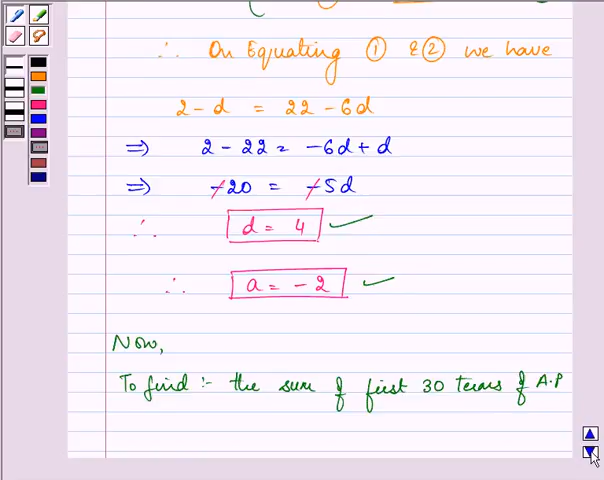 ∴ On Equating ① & ② we have
2 - d = 22 - 6d
⇒ 2 - 22 = -6d + d
⇒ -20 = -5d
∴ d = 4 ✓
∴ a = -2 ✓
Now,
To find :- the sum of first 30 terms of A.P